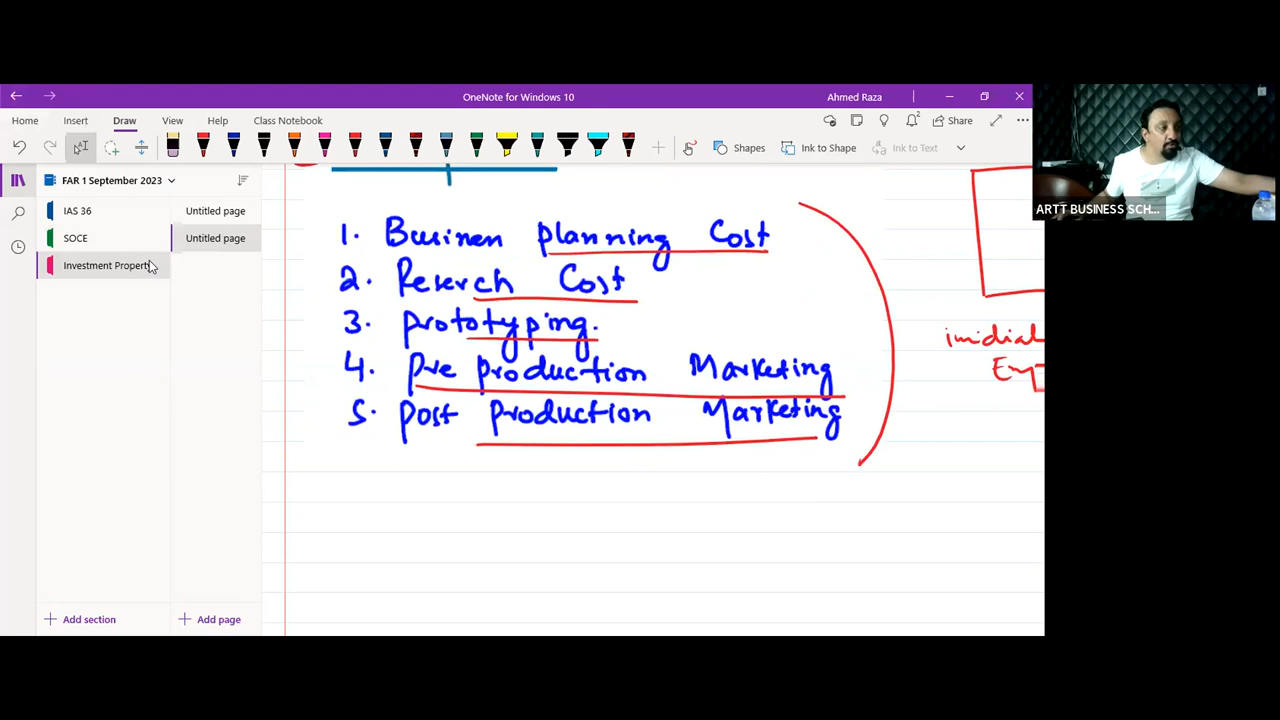 OneNote for Windows 10
Ahmed Raza
Home
Insert
Draw
View
Help
Class Notebook
Share
Shapes
Ink to Shape
Ink to Text
FAR 1 September 2023
IAS 36
SOCE
Investment Property
Untitled page
Untitled page
ARTT BUSINESS SCH...
1. Businen planning Cost
2. Reserch Cost
3. prototyping.
4. pre production Marketing
5. post production Marketing
inidial
Add section
Add page